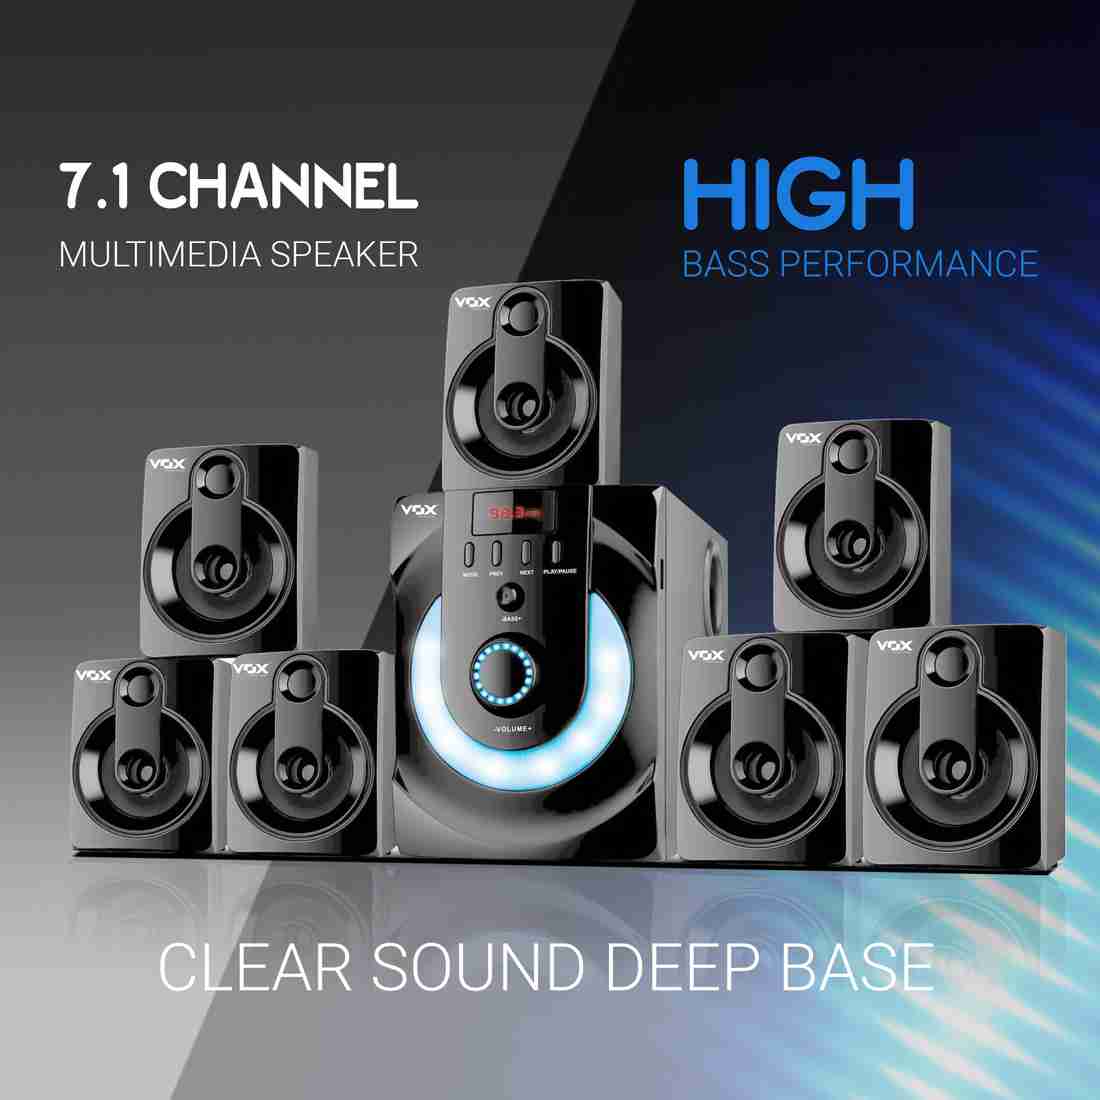 7.1 CHANNEL
MULTIMEDIA SPEAKER
HIGH
BASS PERFORMANCE
VOX
VOX
VOX
VOX
MODE PREV NEXT PLAY/PAUSE
-BASS+
VOX
VOX
VOX
VOX
-VOLUME+
CLEAR SOUND DEEP BASE